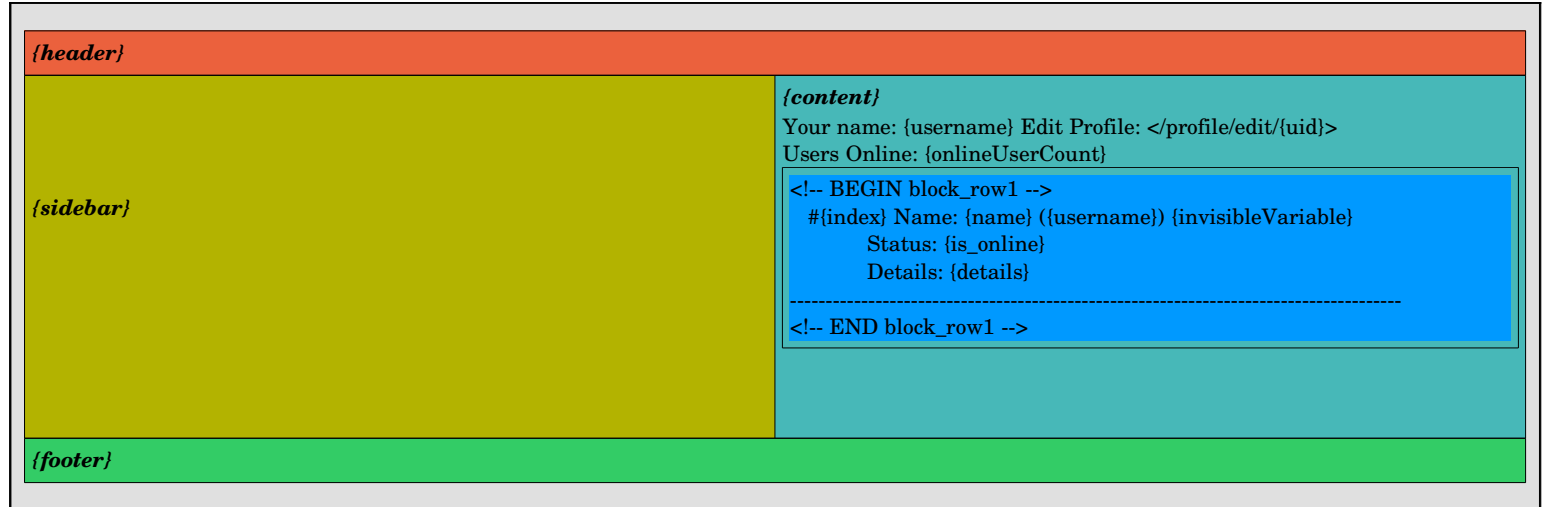 {header}
{sidebar}
{content}
Your name: {username} Edit Profile: </profile/edit/{uid}>
Users Online: {onlineUserCount}
<!-- BEGIN block_row1 -->
#{index} Name: {name} ({username}) {invisibleVariable}
Status: {is_online}
Details: {details}
-------------------------------------------------------------------------------------
<!-- END block_row1 -->
{footer}